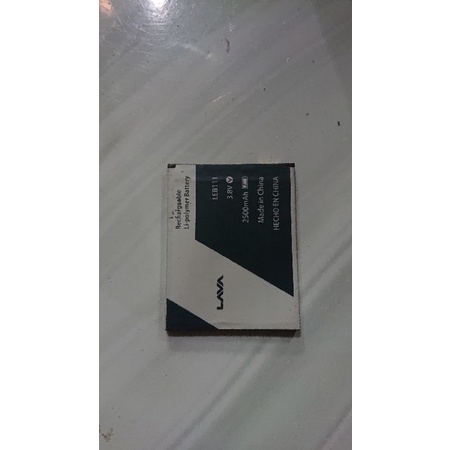 Rechargeable
Li-polymer Battery
LEB111
3.8V
2500mAh
Made in China
HECHO EN CHINA
LAVA